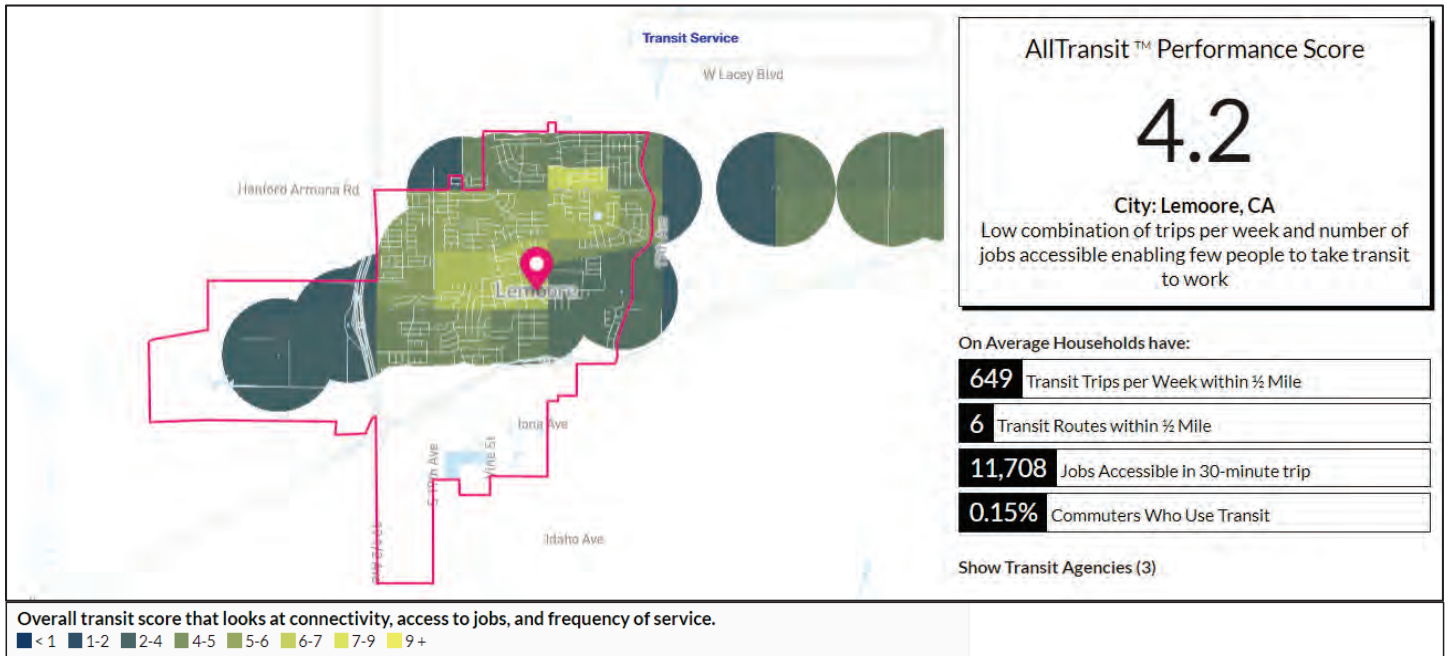 Transit Service
W Lacey Blvd
Hanford Armona Rd
Lemoore
Iona Ave
Vine St
Idaho Ave
AllTransit ™ Performance Score
4.2
City: Lemoore, CA
Low combination of trips per week and number of
jobs accessible enabling few people to take transit
to work
On Average Households have:
649 Transit Trips per Week within ½ Mile
6 Transit Routes within ½ Mile
11,708 Jobs Accessible in 30-minute trip
0.15% Commuters Who Use Transit
Show Transit Agencies (3)
Overall transit score that looks at connectivity, access to jobs, and frequency of service.
< 1 1-2 2-4 4-5 5-6 6-7 7-9 9 +